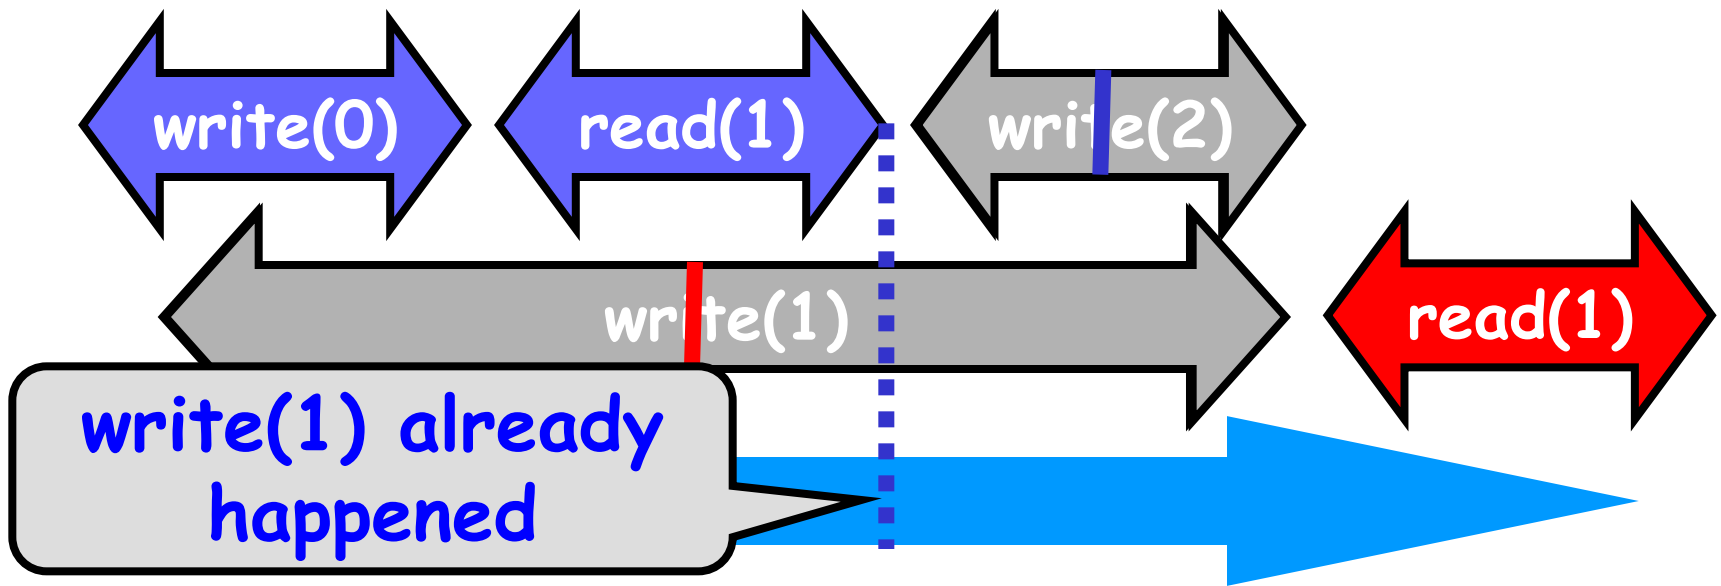 write(0)
read(1)
write(2)
write(1)
read(1)
write(1) already
happened